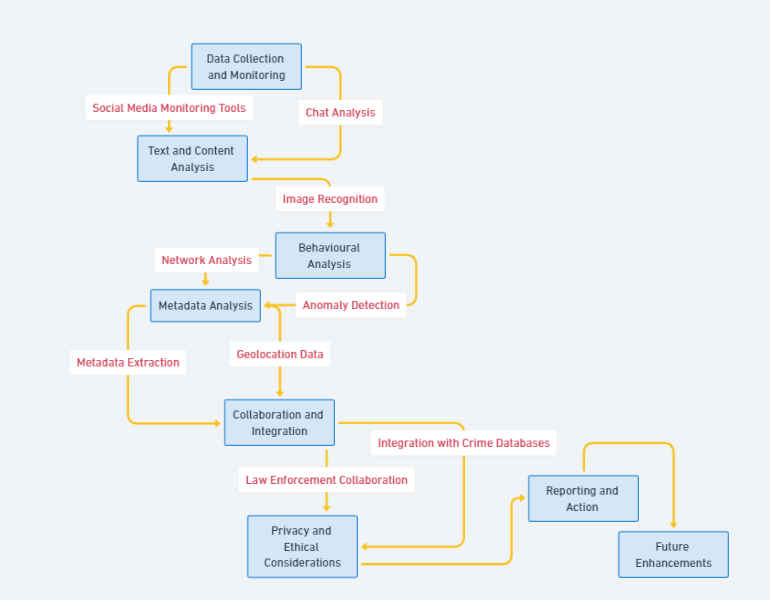 Data Collection
and Monitoring
Social Media Monitoring Tools
Chat Analysis
Text and Content
Analysis
Image Recognition
Behavioural
Analysis
Network Analysis
Metadata Analysis
Anomaly Detection
Metadata Extraction
Geolocation Data
Collaboration and
Integration
Integration with Crime Databases
Law Enforcement Collaboration
Reporting and
Action
Privacy and
Ethical
Considerations
Future
Enhancements